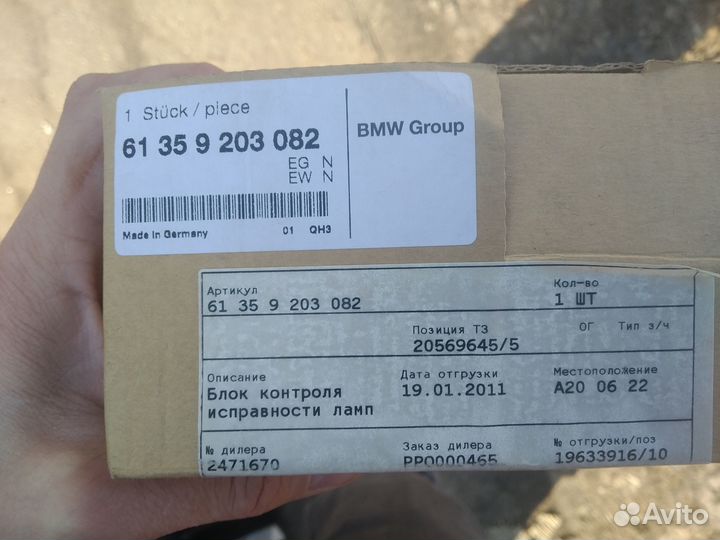 1 Stück / piece
61 35 9 203 082
EG N
EW N
Made in Germany 01 QH3
BMW Group
Артикул Кол-во
61 35 9 203 082 1 ШТ
Позиция ТЗ ОГ Тип з/ч
20569645/5
Описание Дата отгрузки Местоположение
Блок контроля 19.01.2011 A20 06 22
исправности ламп
№ дилера Заказ дилера № отгрузки/поз
2471670 PP0000465 19633916/10
Avito